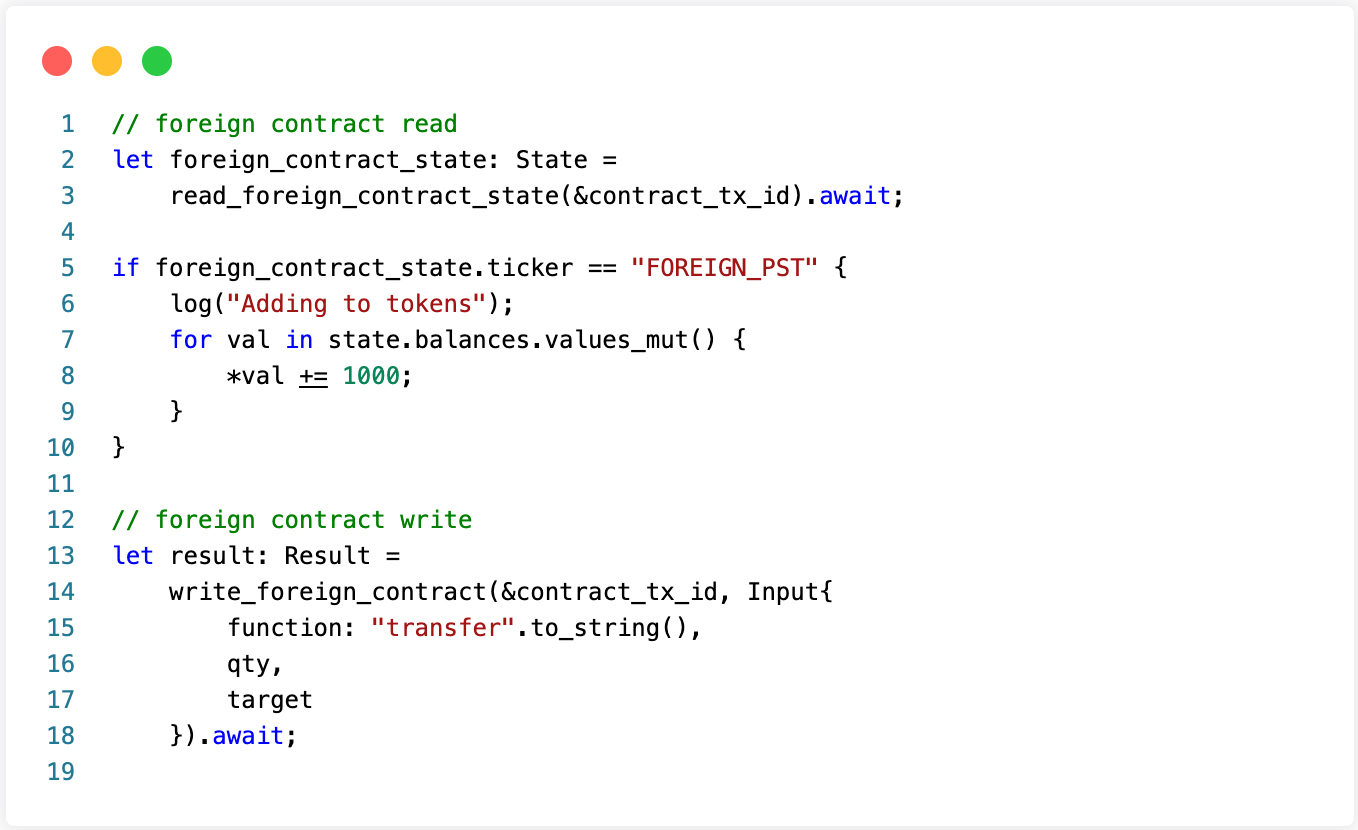 1 // foreign contract read
2 let foreign_contract_state: State =
3     read_foreign_contract_state(&contract_tx_id).await;
4
5 if foreign_contract_state.ticker == "FOREIGN_PST" {
6     log("Adding to tokens");
7     for val in state.balances.values_mut() {
8         *val += 1000;
9     }
10 }
11
12 // foreign contract write
13 let result: Result =
14     write_foreign_contract(&contract_tx_id, Input{
15         function: "transfer".to_string(),
16         qty,
17         target
18     }).await;
19